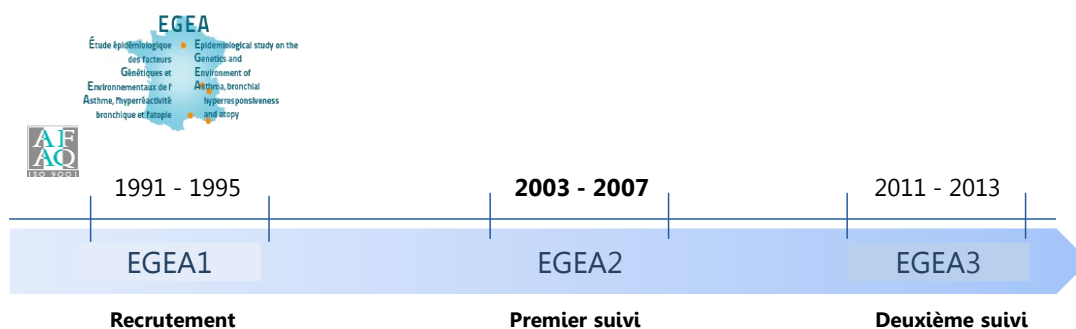 EGEA
Étude épidémiologique
des facteurs
Génétiques et
Environnementaux de l'
Asthme, l'hyperréactivité
bronchique et l'atopie
Epidemiological study on the
Genetics and
Environment of
Asthma, bronchial
hyperresponsiveness
and atopy
AF
AQ
ISO 9001
1991 - 1995
2003 - 2007
2011 - 2013
EGEA1
EGEA2
EGEA3
Recrutement
Premier suivi
Deuxième suivi